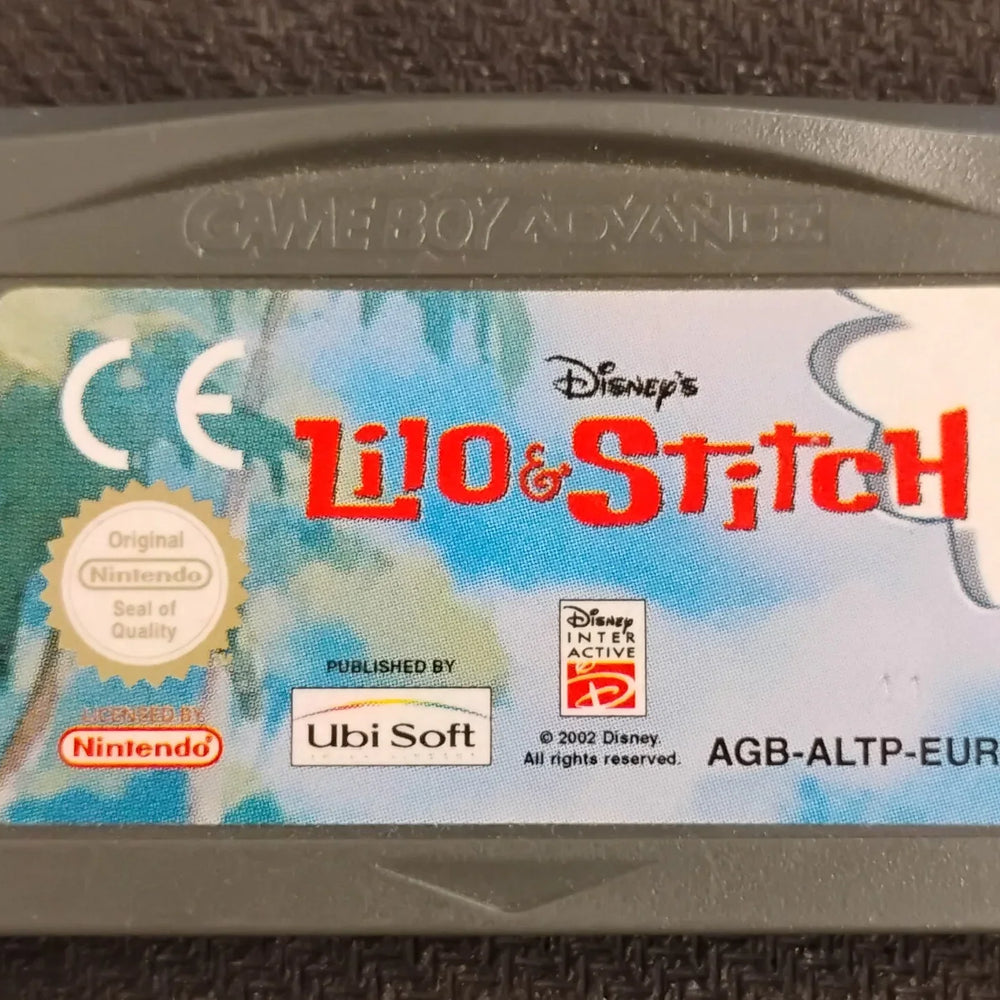 GAME BOY ADVANCE
CE
Disney's
Lilo & Stitch
Original
Nintendo
Seal of
Quality
PUBLISHED BY
Ubi Soft
LICENSED BY
Nintendo
Disney
INTER
ACTIVE
D
© 2002 Disney.
All rights reserved.
AGB-ALTP-EUR
11